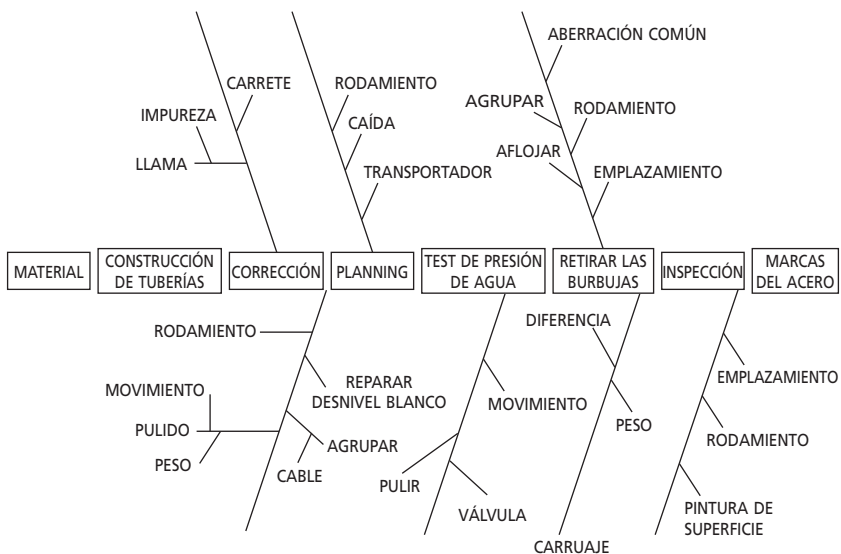 ABERRACIÓN COMÚN
CARRETE
RODAMIENTO
AGRUPAR
RODAMIENTO
IMPUREZA
CAÍDA
AFLOJAR
LLAMA
TRANSPORTADOR
EMPLAZAMIENTO
MATERIAL
CONSTRUCCIÓN
DE TUBERÍAS
CORRECCIÓN
PLANNING
TEST DE PRESIÓN
DE AGUA
RETIRAR LAS
BURBUJAS
INSPECCIÓN
MARCAS
DEL ACERO
RODAMIENTO
DIFERENCIA
REPARAR
DESNIVEL BLANCO
EMPLAZAMIENTO
MOVIMIENTO
MOVIMIENTO
PULIDO
AGRUPAR
PESO
RODAMIENTO
PESO
CABLE
PULIR
VÁLVULA
PINTURA DE
SUPERFICIE
CARRUAJE